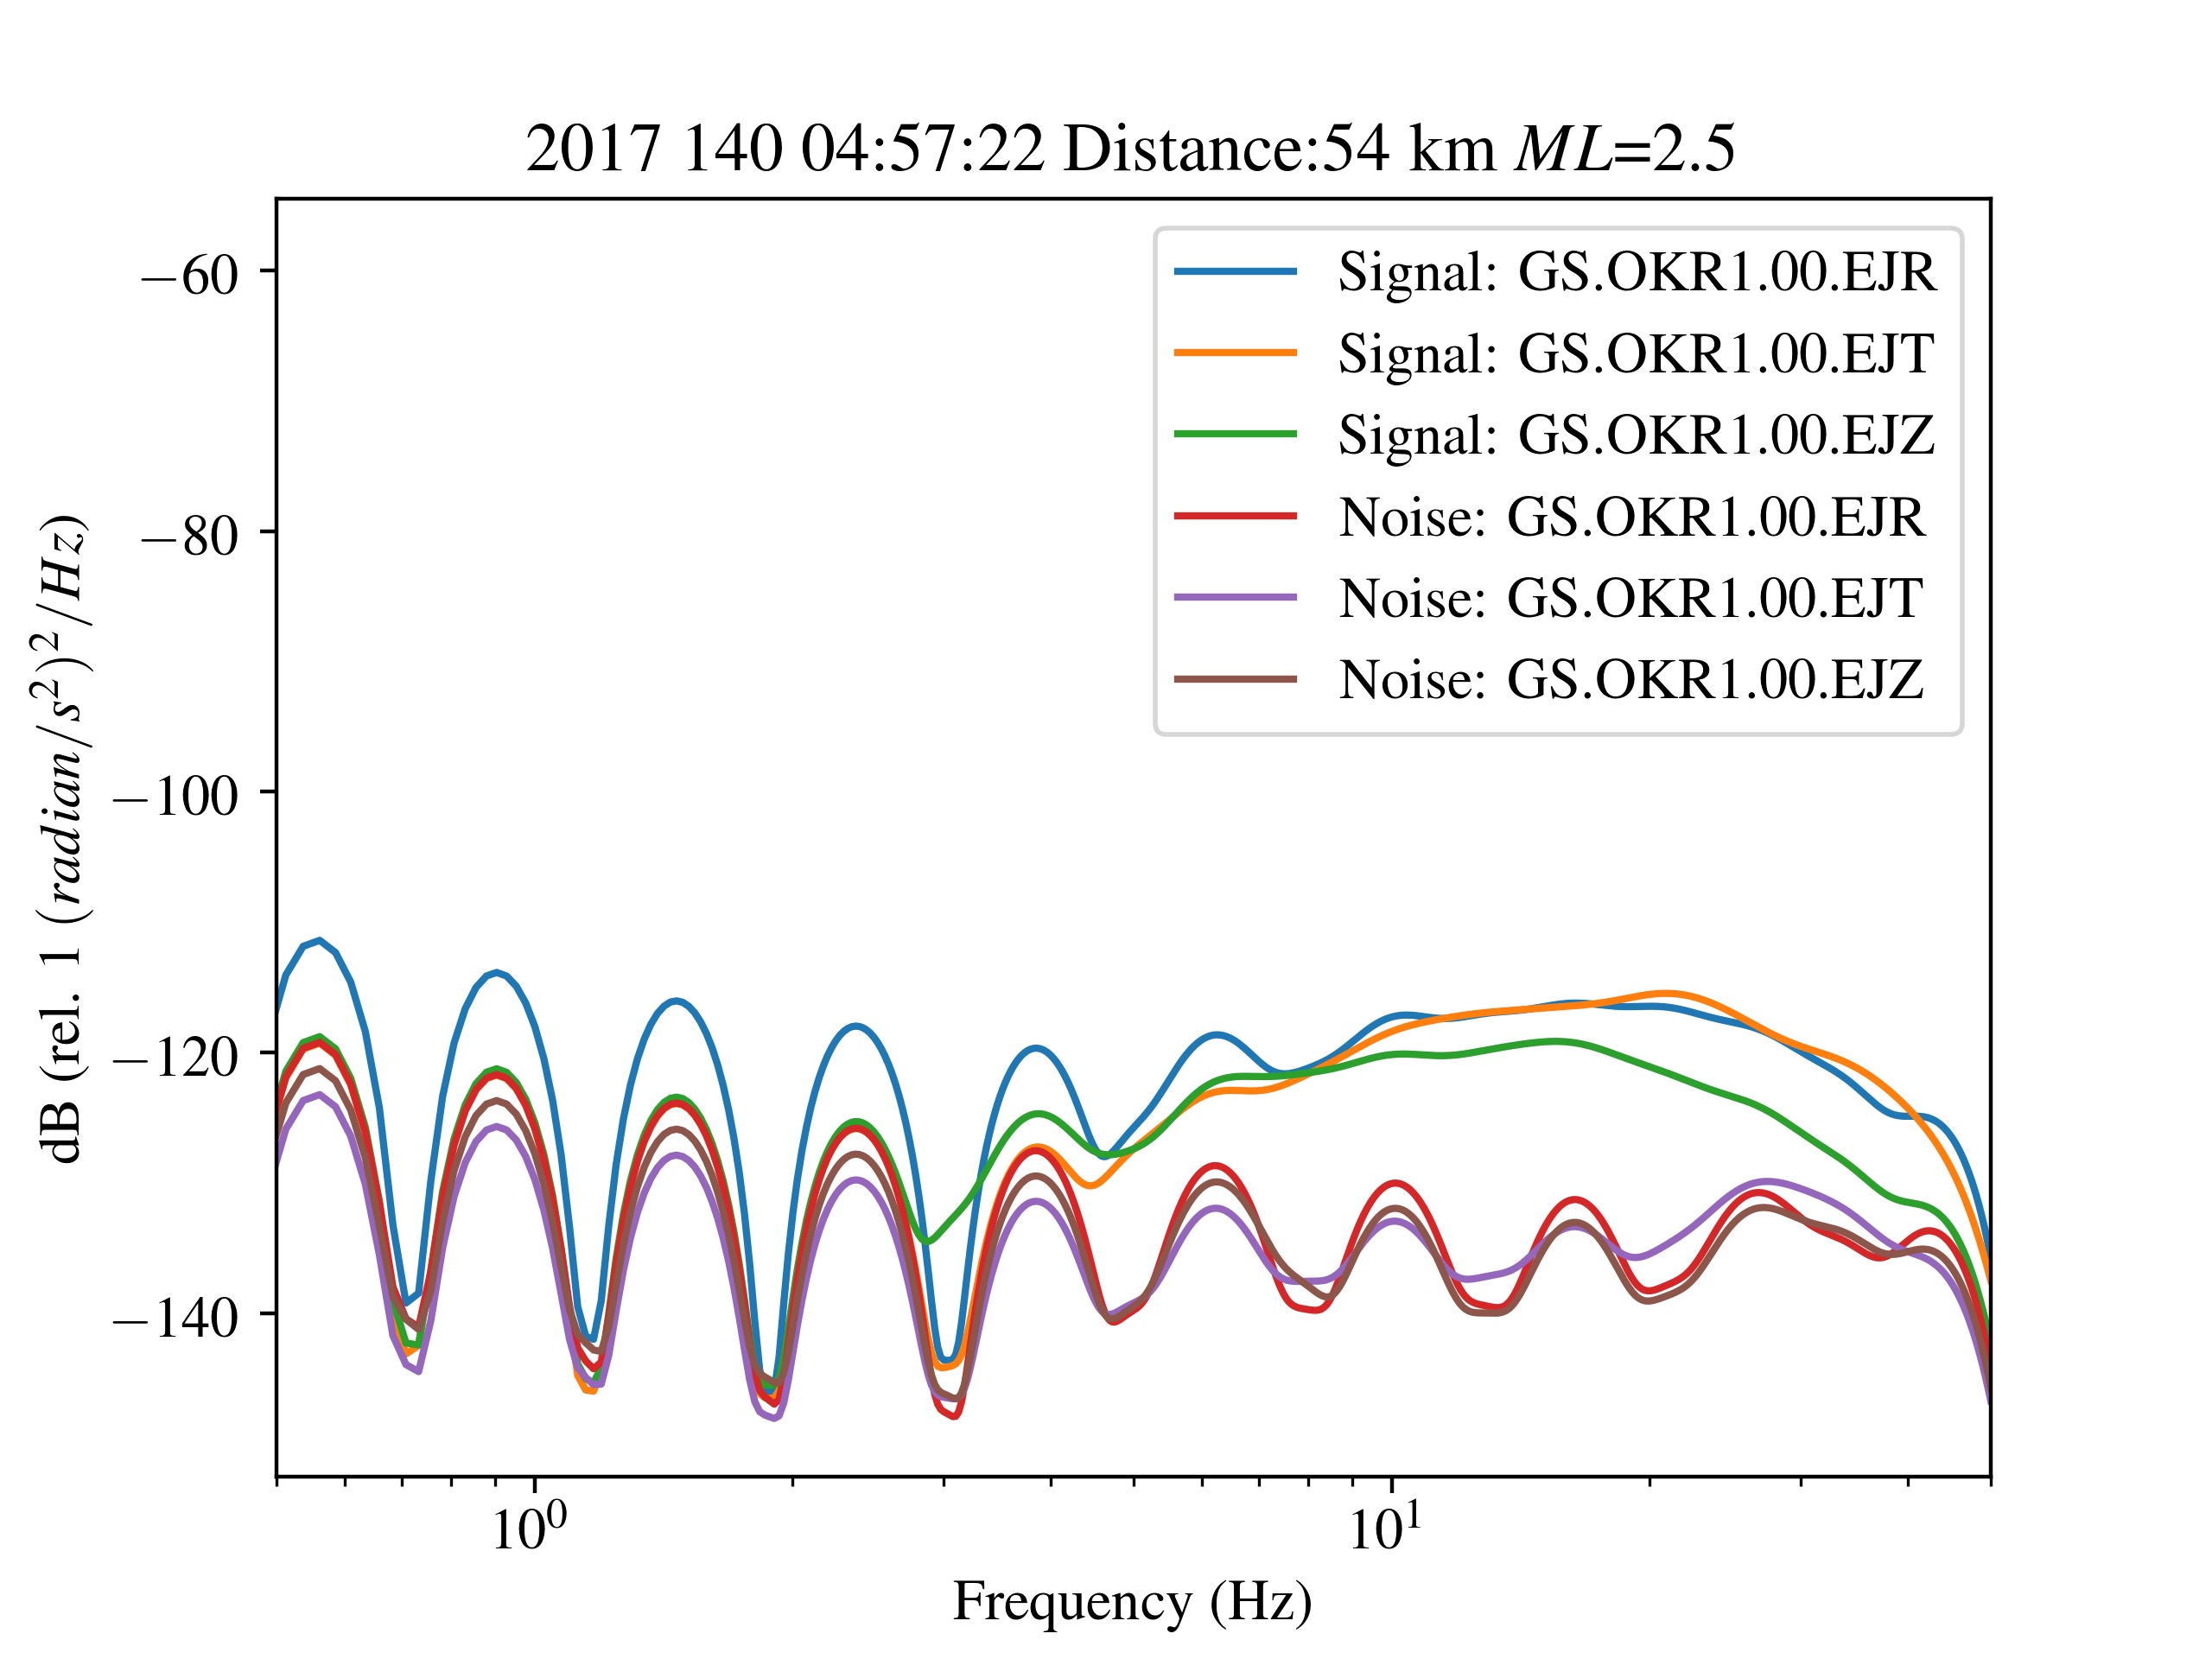 2017 140 04:57:22 Distance:54 km ML=2.5
dB (rel. 1 (radian/s²)²/Hz)
−60
−80
−100
−120
−140
Signal: GS.OKR1.00.EJR
Signal: GS.OKR1.00.EJT
Signal: GS.OKR1.00.EJZ
Noise: GS.OKR1.00.EJR
Noise: GS.OKR1.00.EJT
Noise: GS.OKR1.00.EJZ
10⁰ 10¹
Frequency (Hz)